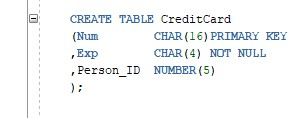 CREATE TABLE CreditCard
(Num CHAR(16)PRIMARY KEY
,Exp CHAR(4) NOT NULL
,Person_ID NUMBER(5)
);